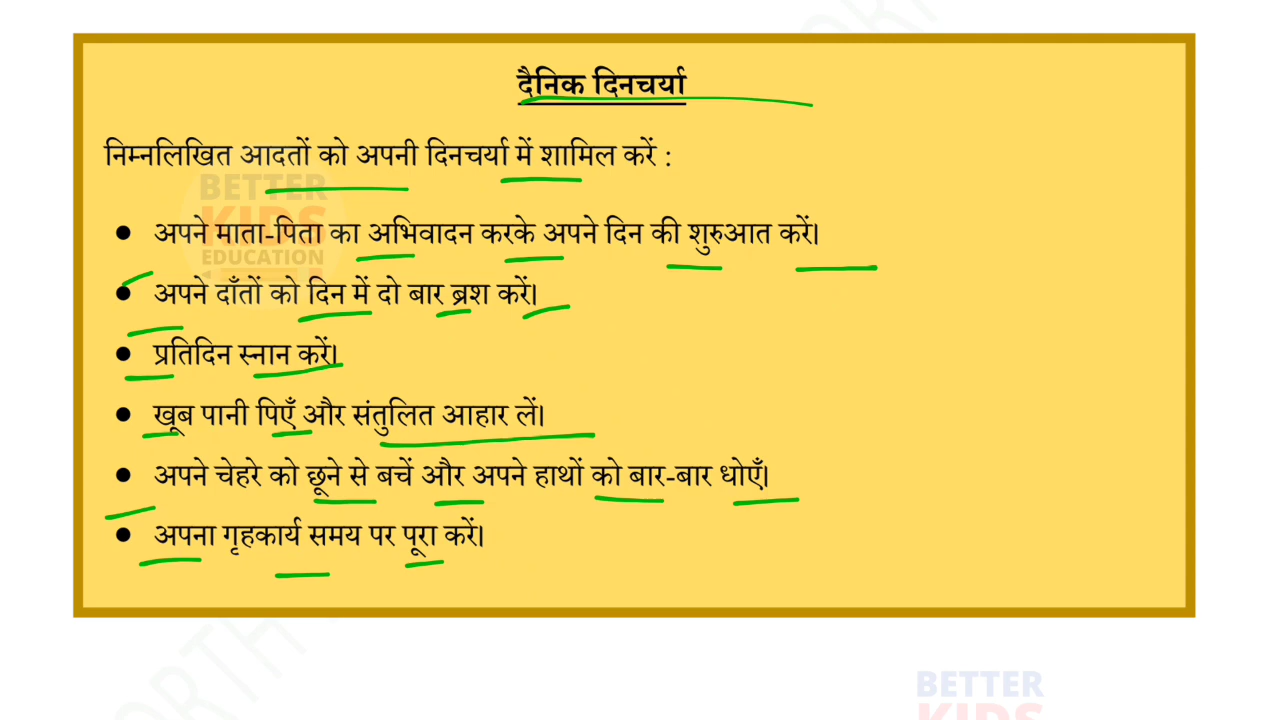 दैनिक दिनचर्या
निम्नलिखित आदतों को अपनी दिनचर्या में शामिल करें :
BETTER
KIDS
EDUCATION
● अपने माता-पिता का अभिवादन करके अपने दिन की शुरुआत करें।
● अपने दाँतों को दिन में दो बार ब्रश करें।
● प्रतिदिन स्नान करें।
● खूब पानी पिएँ और संतुलित आहार लें।
● अपने चेहरे को छूने से बचें और अपने हाथों को बार-बार धोएँ।
● अपना गृहकार्य समय पर पूरा करें।
BETTER
KIDS